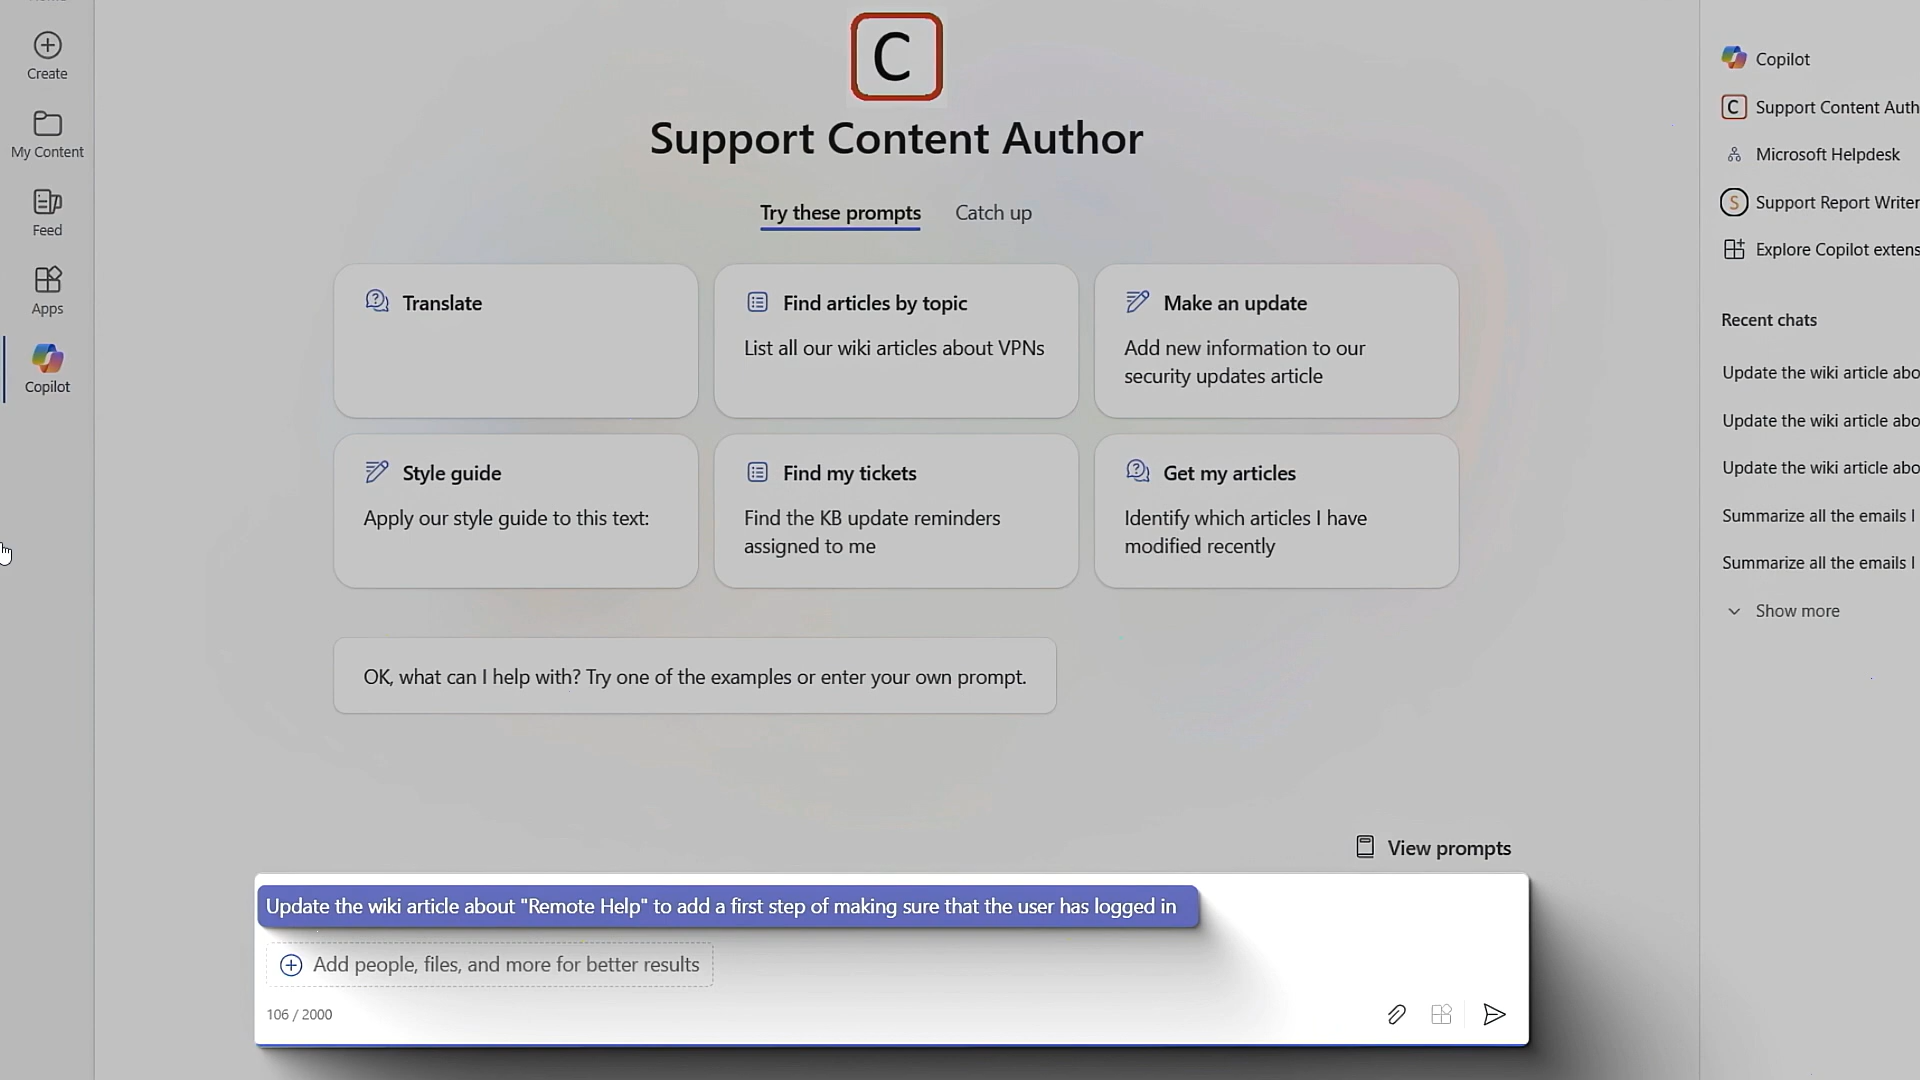 Create
My Content
Feed
Apps
Copilot
C
Support Content Author
Try these prompts
Catch up
Translate
Find articles by topic
List all our wiki articles about VPNs
Make an update
Add new information to our
security updates article
Style guide
Apply our style guide to this text:
Find my tickets
Find the KB update reminders
assigned to me
Get my articles
Identify which articles I have
modified recently
OK, what can I help with? Try one of the examples or enter your own prompt.
View prompts
Update the wiki article about "Remote Help" to add a first step of making sure that the user has logged in
Add people, files, and more for better results
106 / 2000
Copilot
C Support Content Auth
Microsoft Helpdesk
S Support Report Writer
Explore Copilot extens
Recent chats
Update the wiki article abo
Update the wiki article abo
Update the wiki article abo
Summarize all the emails I
Summarize all the emails I
Show more